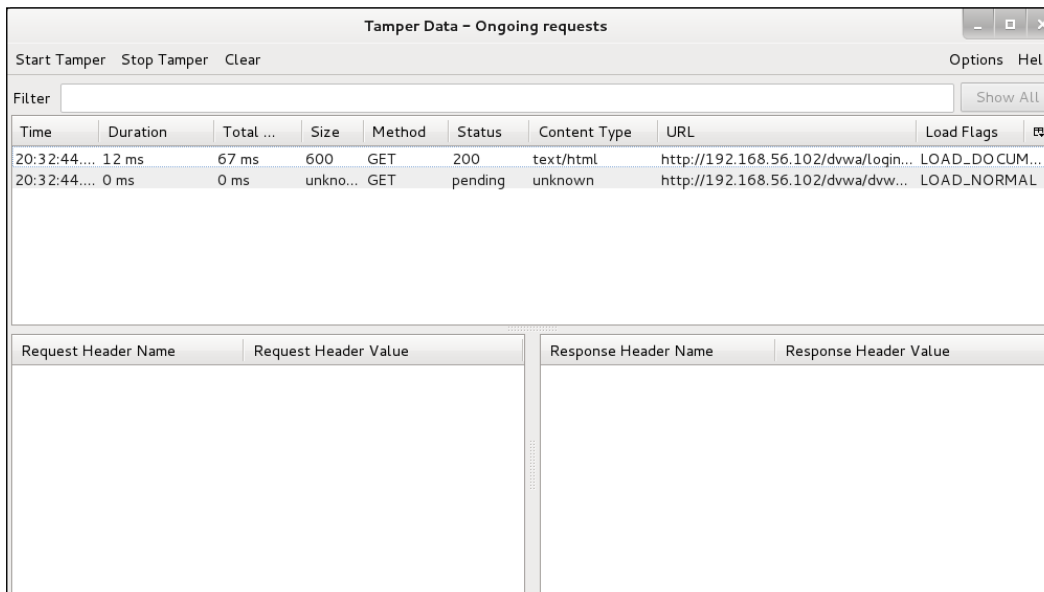 Tamper Data – Ongoing requests
Start Tamper Stop Tamper Clear Options Hel
Filter Show All
Time Duration Total ... Size Method Status Content Type URL Load Flags
20:32:44.... 12 ms 67 ms 600 GET 200 text/html http://192.168.56.102/dvwa/login... LOAD_DOCUM...
20:32:44.... 0 ms 0 ms unkno... GET pending unknown http://192.168.56.102/dvwa/dvw... LOAD_NORMAL
Request Header Name Request Header Value Response Header Name Response Header Value